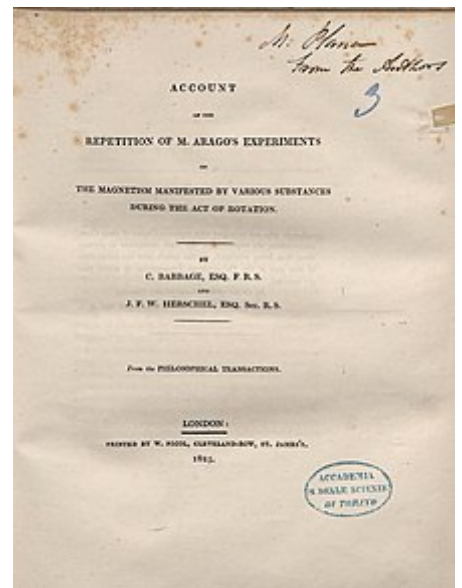 M. Plana
From the Authors
3
ACCOUNT
OF THE
REPETITION OF M. ARAGO'S EXPERIMENTS
ON
THE MAGNETISM MANIFESTED BY VARIOUS SUBSTANCES
DURING THE ACT OF ROTATION.
BY
C. BABBAGE, ESQ. F.R.S.
AND
J. F. W. HERSCHEL, ESQ. SEC. R.S.
From the PHILOSOPHICAL TRANSACTIONS.
LONDON:
PRINTED BY W. NICOL, CLEVELAND-ROW, ST. JAMES'S,
1825.
ACCADEMIA
DELLE SCIENZE
DI TORINO